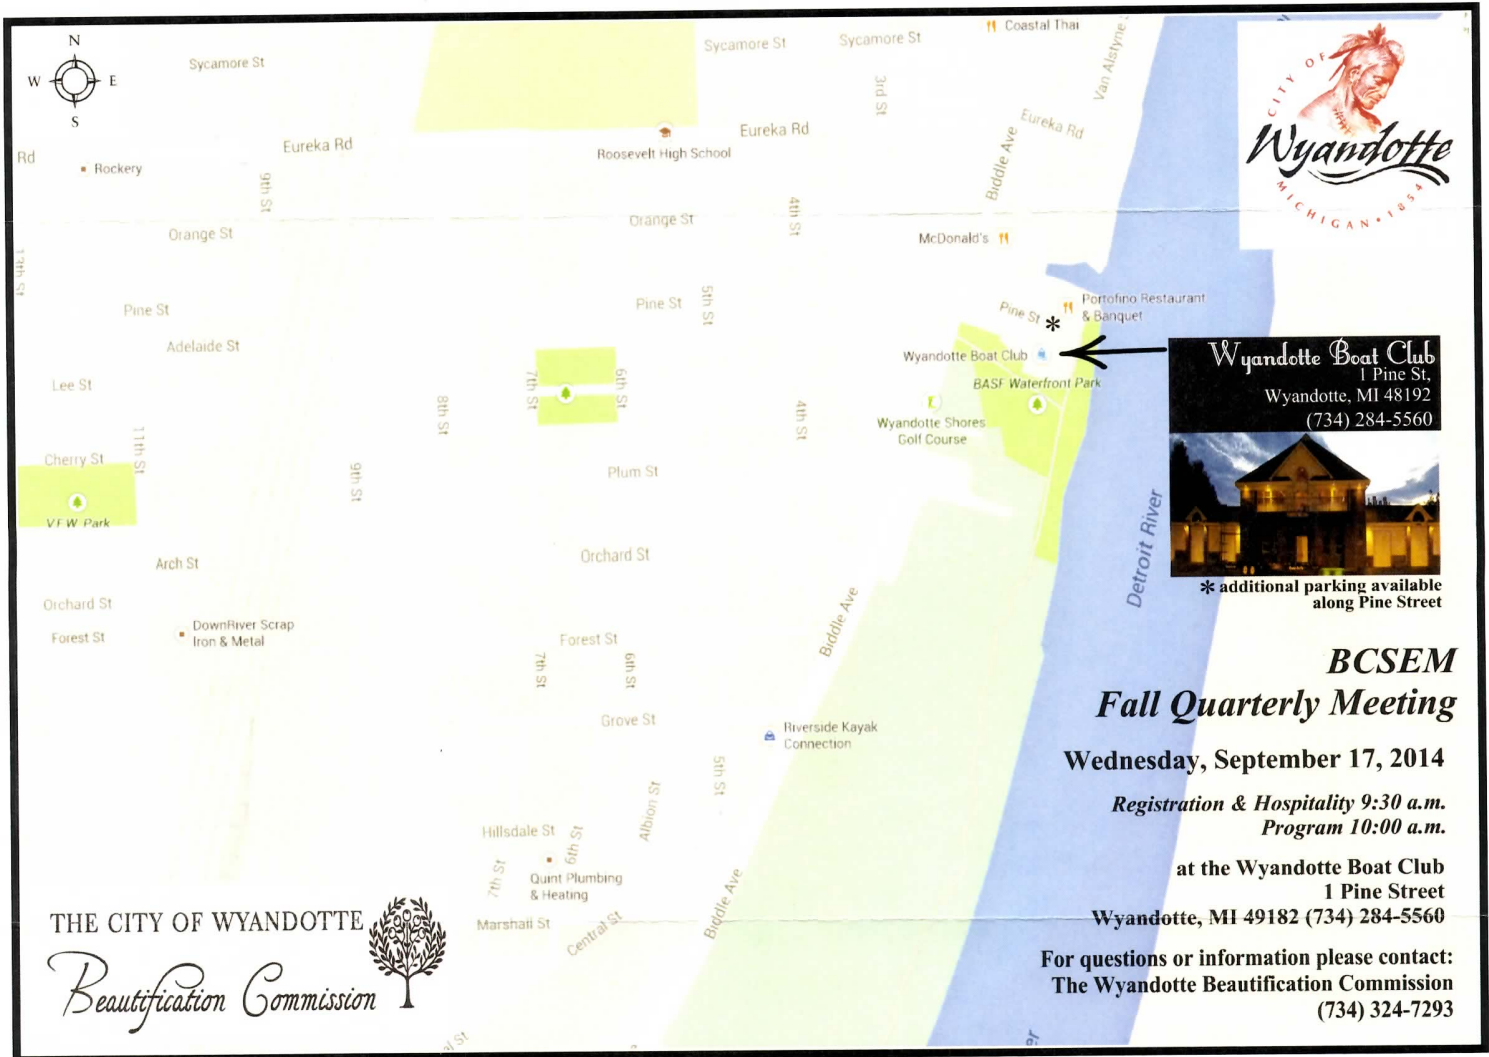 N
W E
S
Sycamore St
Sycamore St
Sycamore St
Coastal Thai
Van Alstyne
3rd St
CITY OF
Wyandotte
MICHIGAN • 1854
Rd
Rockery
Eureka Rd
Roosevelt High School
Eureka Rd
Eureka Rd
Biddle Ave
9th St
4th St
Orange St
Orange St
McDonald's
13th St
Pine St
Pine St
5th St
Pine St
*
Portofino Restaurant
& Banquet
Adelaide St
Wyandotte Boat Club
Wyandotte Boat Club
1 Pine St,
Wyandotte, MI 48192
(734) 284-5560
Lee St
7th St
6th St
BASF Waterfront Park
8th St
4th St
Wyandotte Shores
Golf Course
11th St
Cherry St
9th St
Plum St
VFW Park
Detroit River
Arch St
Orchard St
* additional parking available
along Pine Street
Orchard St
Forest St
DownRiver Scrap
Iron & Metal
Biddle Ave
Forest St
7th St
6th St
BCSEM
Fall Quarterly Meeting
Grove St
Riverside Kayak
Connection
Wednesday, September 17, 2014
5th St
Albion St
Registration & Hospitality 9:30 a.m.
Program 10:00 a.m.
Hillsdale St
6th St
7th St
Quint Plumbing
& Heating
at the Wyandotte Boat Club
1 Pine Street
Wyandotte, MI 49182 (734) 284-5560
Marshall St
Central St
Biddle Ave
THE CITY OF WYANDOTTE
Beautification Commission
For questions or information please contact:
The Wyandotte Beautification Commission
(734) 324-7293
al St
er